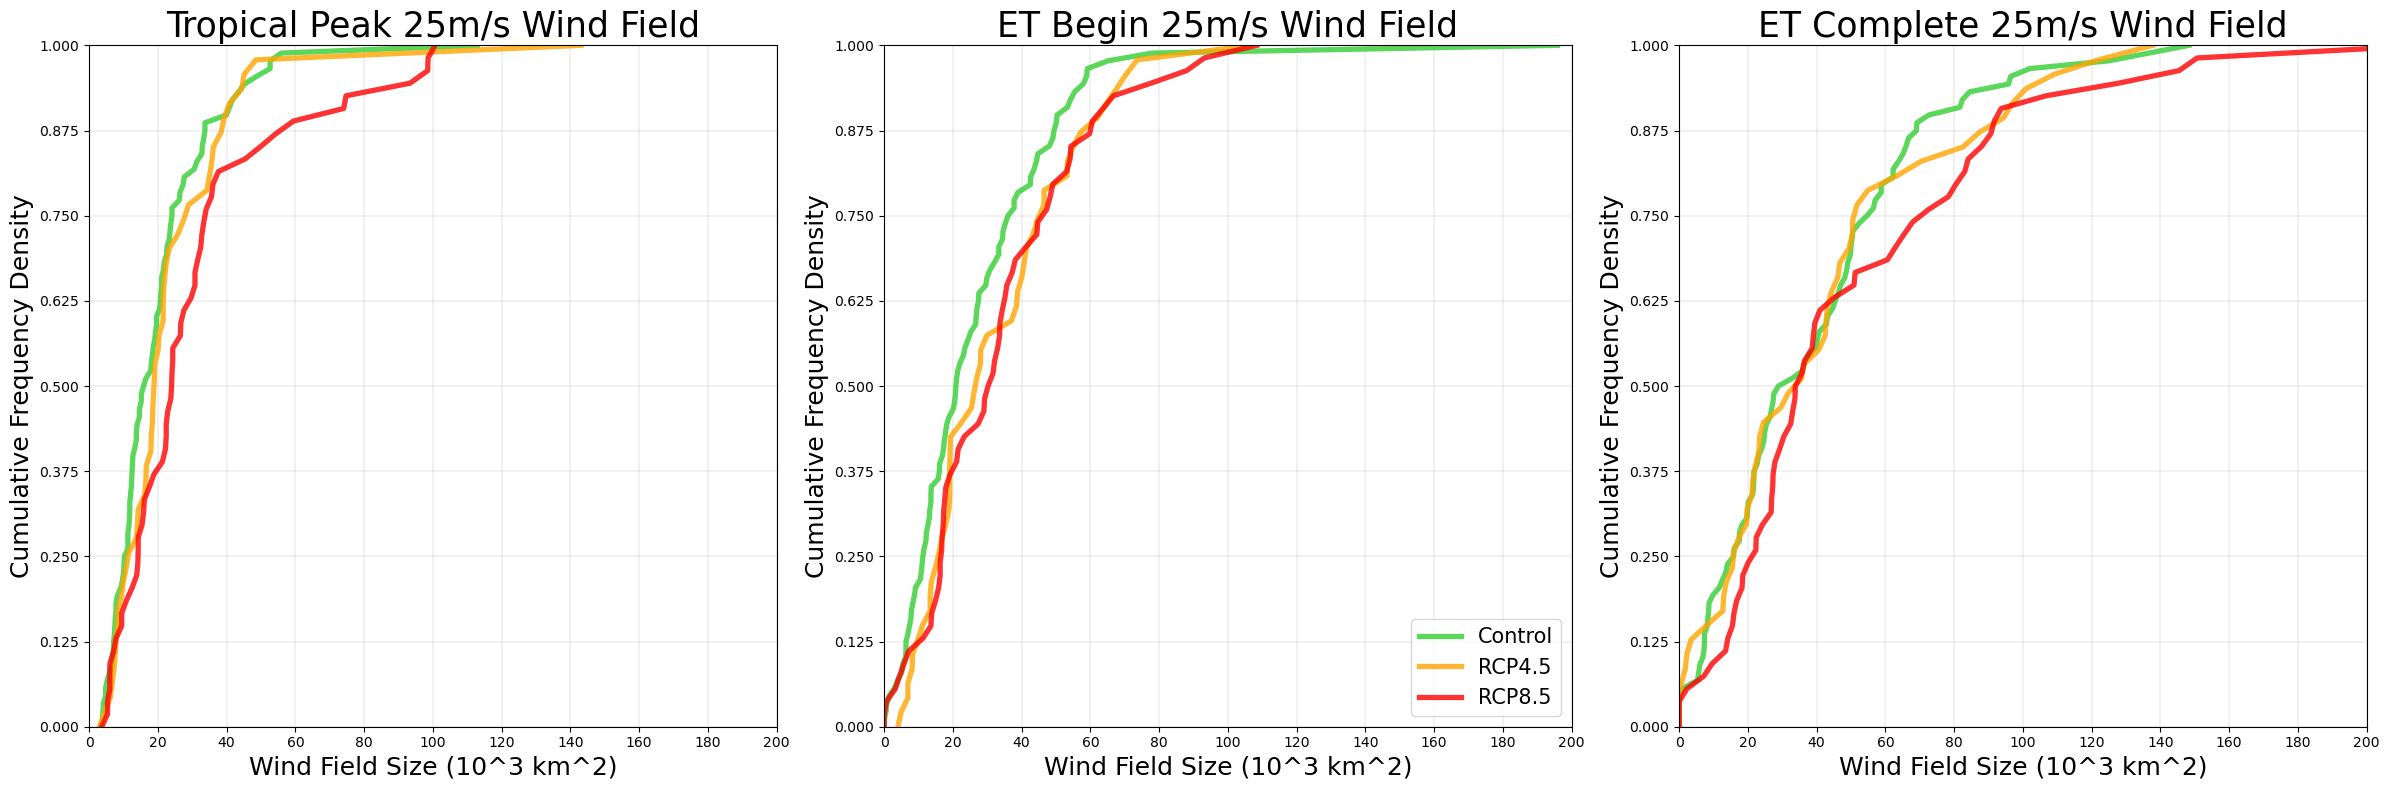 Tropical Peak 25m/s Wind Field
Cumulative Frequency Density
1.000
0.875
0.750
0.625
0.500
0.375
0.250
0.125
0.000
0 20 40 60 80 100 120 140 160 180 200
Wind Field Size (10^3 km^2)
ET Begin 25m/s Wind Field
Cumulative Frequency Density
1.000
0.875
0.750
0.625
0.500
0.375
0.250
0.125
0.000
Control
RCP4.5
RCP8.5
0 20 40 60 80 100 120 140 160 180 200
Wind Field Size (10^3 km^2)
ET Complete 25m/s Wind Field
Cumulative Frequency Density
1.000
0.875
0.750
0.625
0.500
0.375
0.250
0.125
0.000
0 20 40 60 80 100 120 140 160 180 200
Wind Field Size (10^3 km^2)